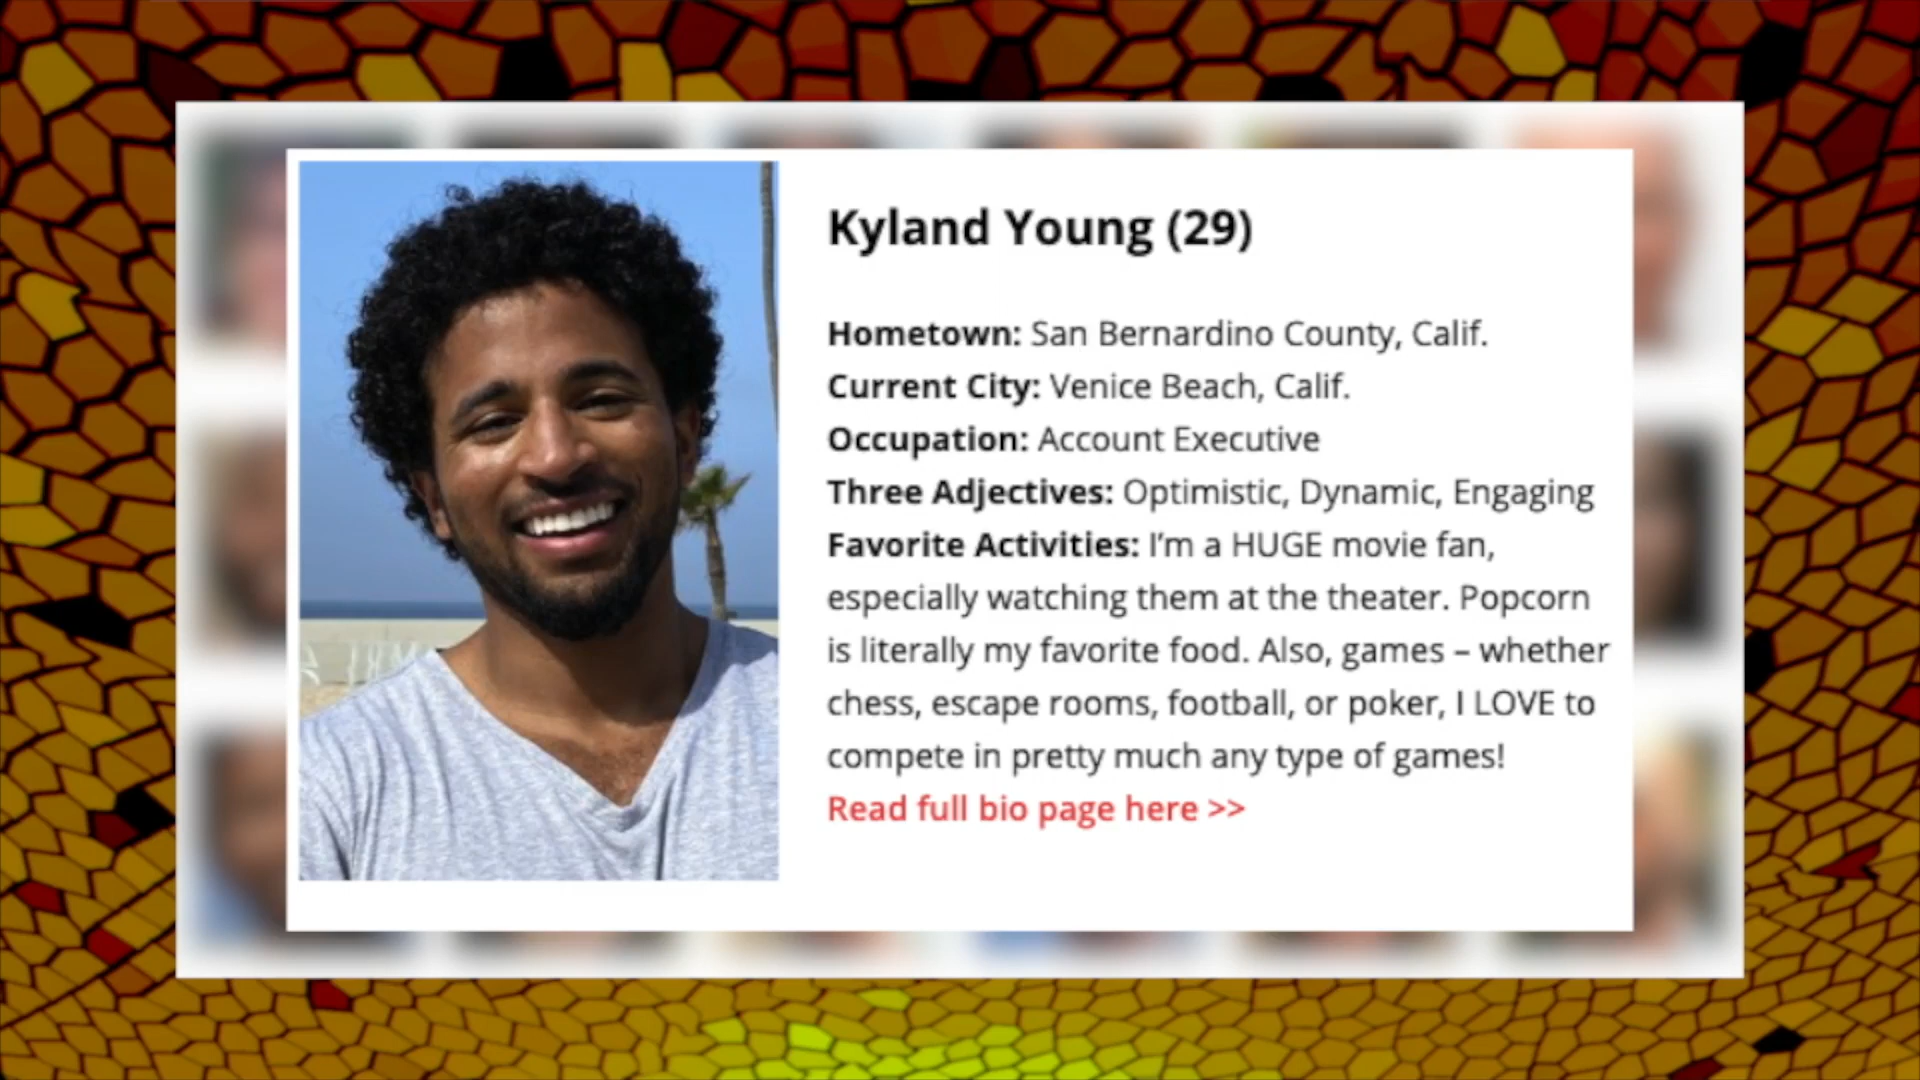 Kyland Young (29)
Hometown: San Bernardino County, Calif.
Current City: Venice Beach, Calif.
Occupation: Account Executive
Three Adjectives: Optimistic, Dynamic, Engaging
Favorite Activities: I’m a HUGE movie fan,
especially watching them at the theater. Popcorn
is literally my favorite food. Also, games – whether
chess, escape rooms, football, or poker, I LOVE to
compete in pretty much any type of games!
Read full bio page here >>